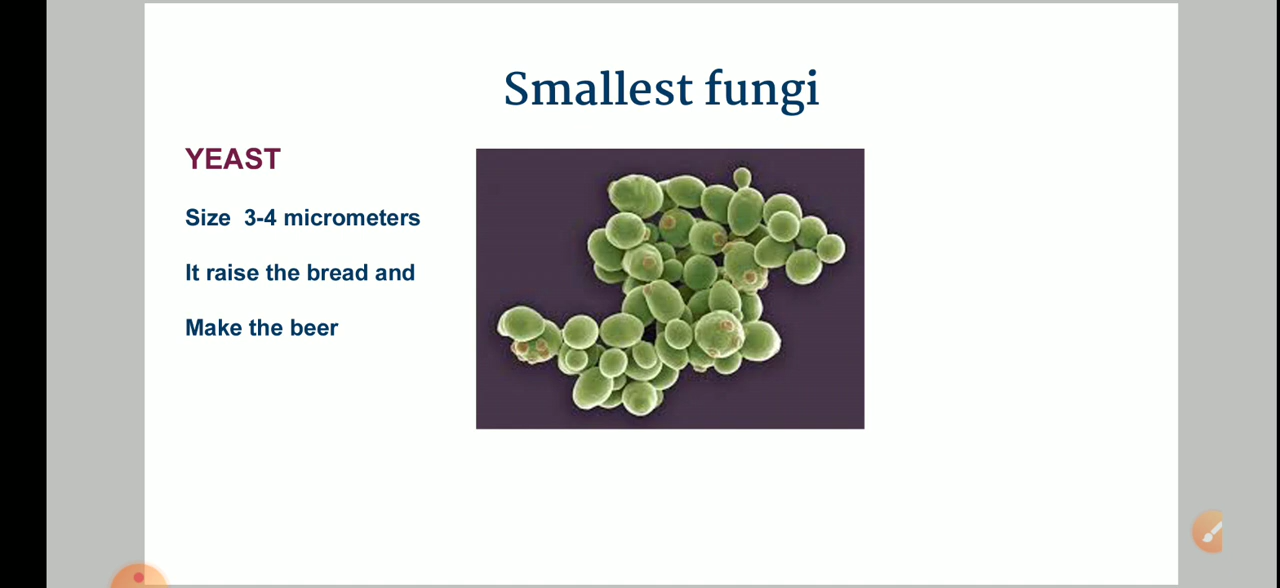 Smallest fungi
YEAST
Size  3-4 micrometers
It raise the bread and
Make the beer